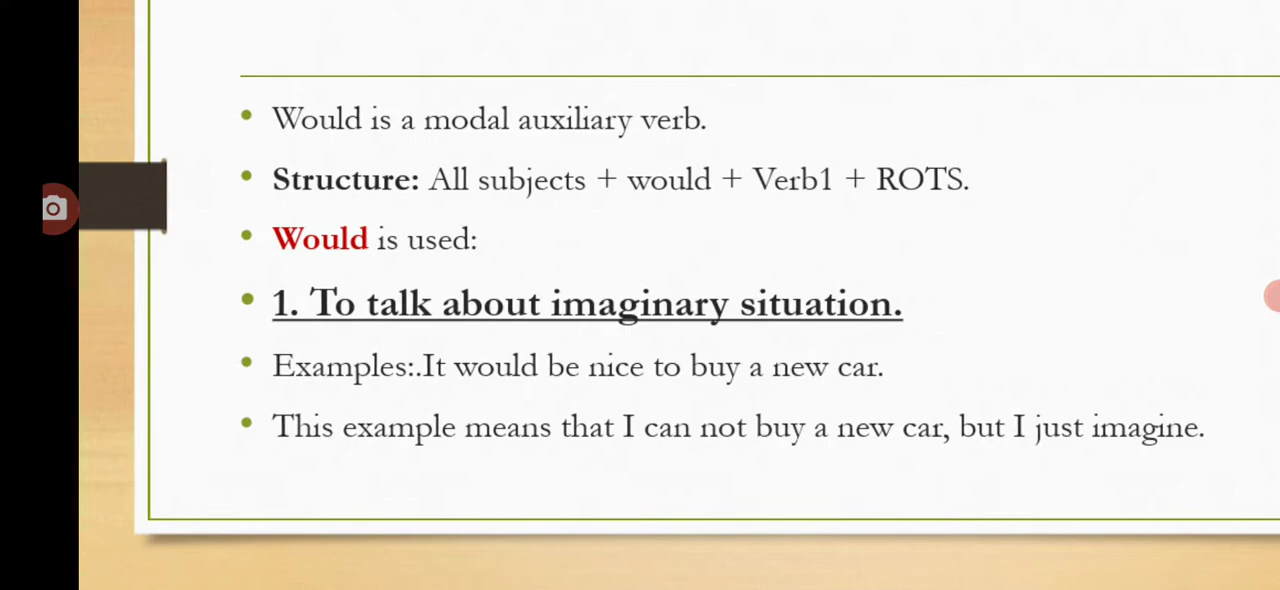 Would is a modal auxiliary verb.
Structure: All subjects + would + Verb1 + ROTS.
Would is used:
1. To talk about imaginary situation.
Examples:.It would be nice to buy a new car.
This example means that I can not buy a new car, but I just imagine.